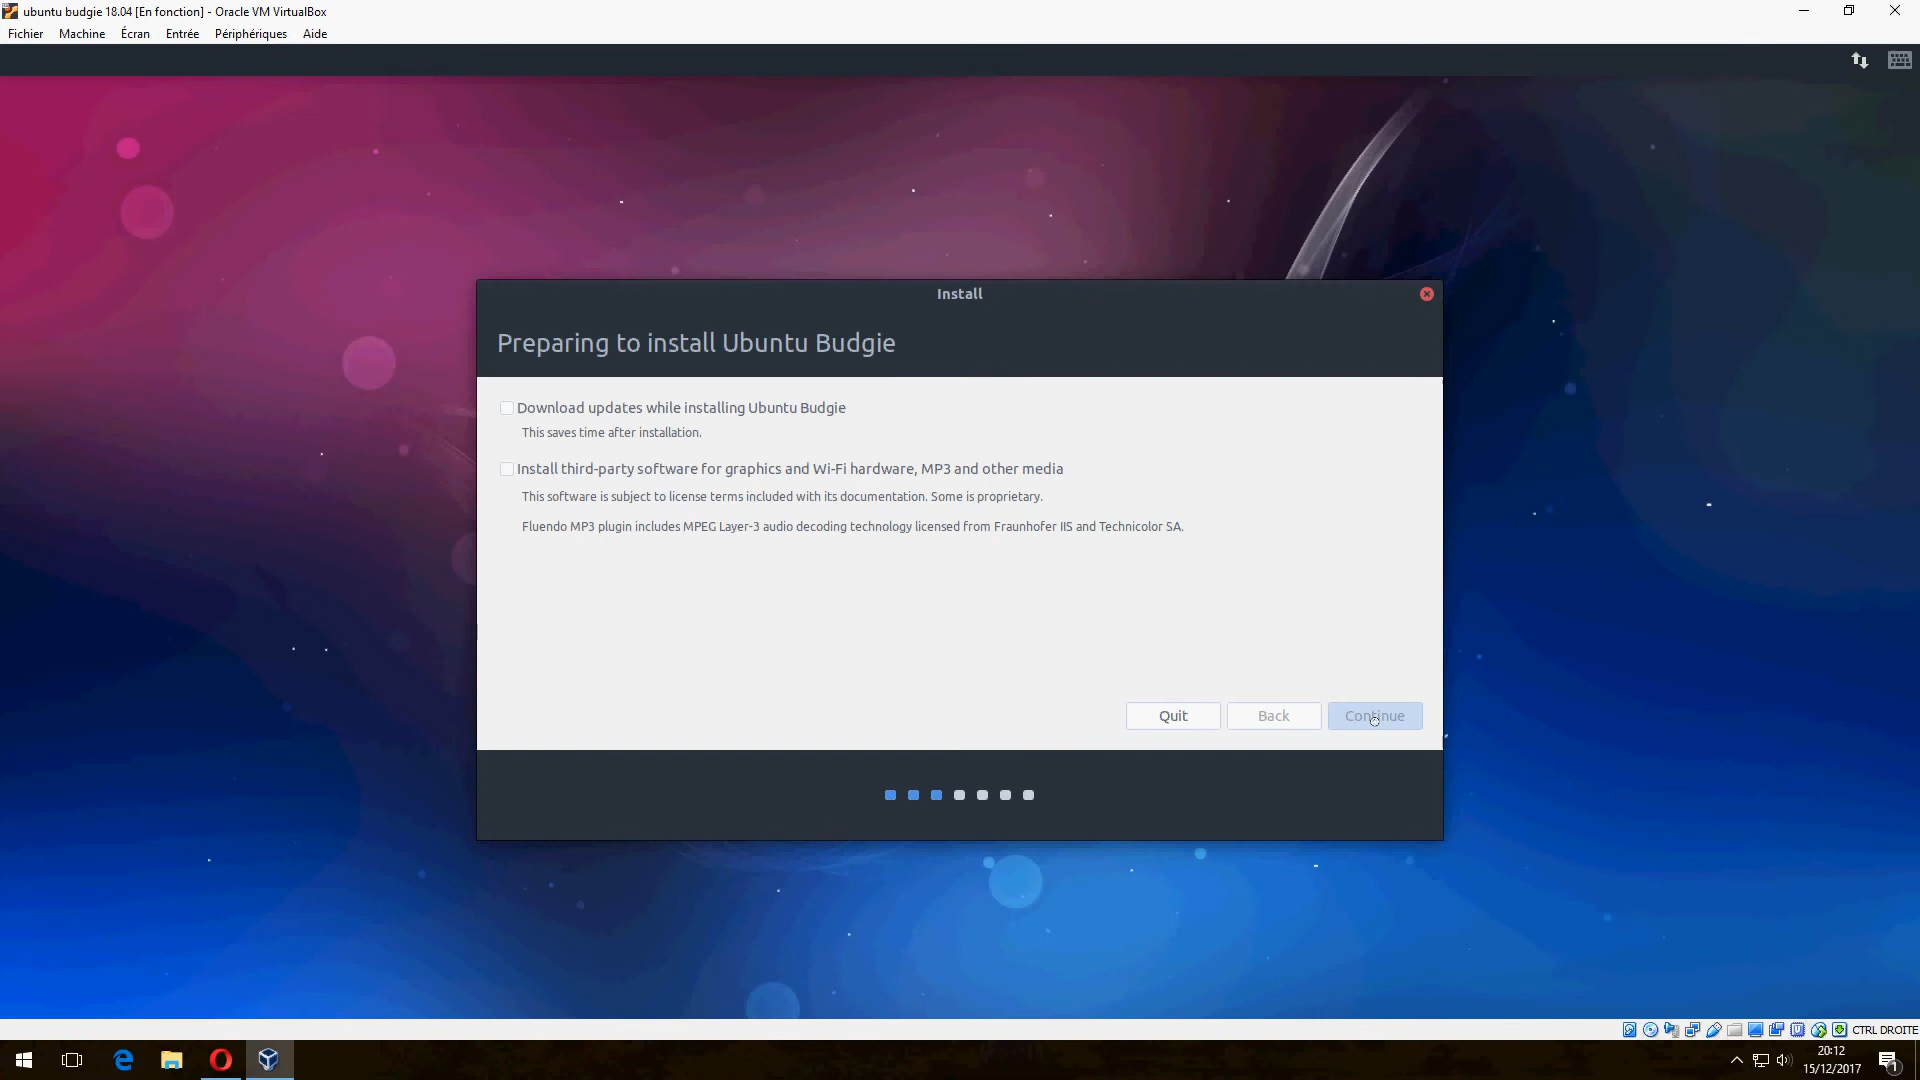 ubuntu budgie 18.04 [En fonction] - Oracle VM VirtualBox
Fichier Machine Écran Entrée Périphériques Aide
Install
Preparing to install Ubuntu Budgie
Download updates while installing Ubuntu Budgie
This saves time after installation.
Install third-party software for graphics and Wi-Fi hardware, MP3 and other media
This software is subject to license terms included with its documentation. Some is proprietary.
Fluendo MP3 plugin includes MPEG Layer-3 audio decoding technology licensed from Fraunhofer IIS and Technicolor SA.
Quit Back Continue
CTRL DROITE
20:12
15/12/2017
1